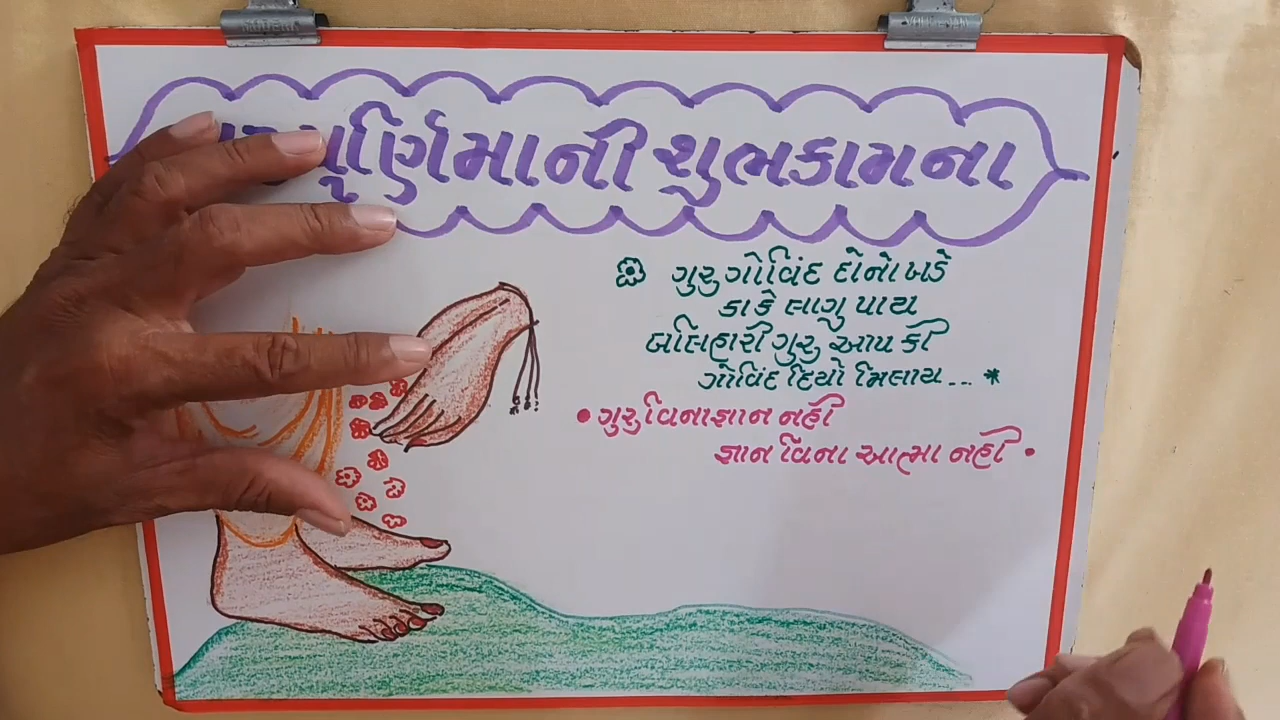 પૂર્ણિમાની શુભકામના
ગુરુ ગોવિંદ દોનો ખડે
કાકે લાગુ પાય
બલિહારી ગુરુ આપ કી
ગોવિંદ દિયો મિલાય... *
• ગુરુ વિના જ્ઞાન નહીં
જ્ઞાન વિના આત્મા નહીં •